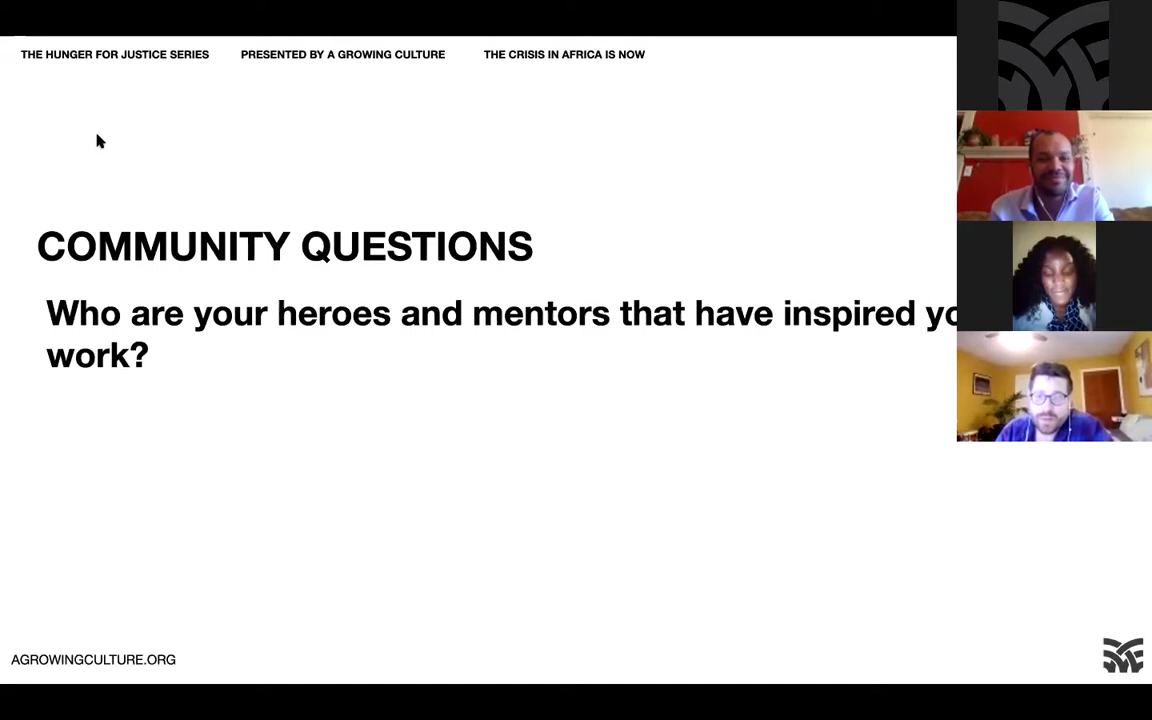 THE HUNGER FOR JUSTICE SERIES PRESENTED BY A GROWING CULTURE THE CRISIS IN AFRICA IS NOW
COMMUNITY QUESTIONS
Who are your heroes and mentors that have inspired
work?
AGROWINGCULTURE.ORG